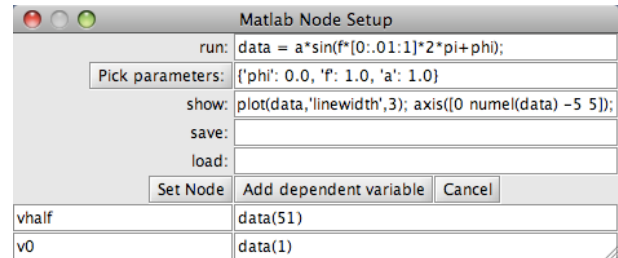 Matlab Node Setup
run: data = a*sin(f*[0:.01:1]*2*pi+phi);
Pick parameters: {'phi': 0.0, 'f': 1.0, 'a': 1.0}
show: plot(data,'linewidth',3); axis([0 numel(data) -5 5]);
save:
load:
Set Node Add dependent variable Cancel
vhalf data(51)
v0 data(1)